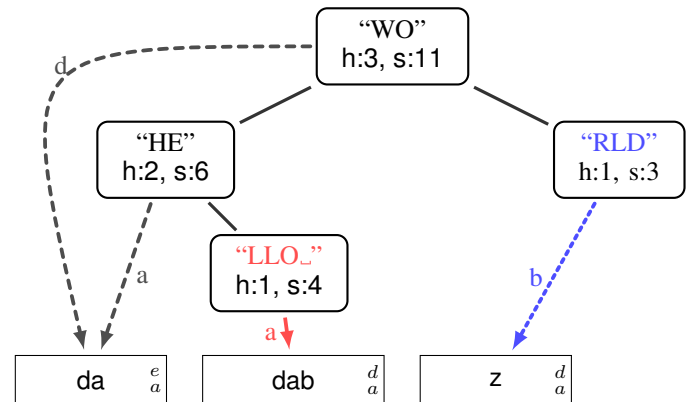 “WO”
h:3, s:11
d
“HE”
h:2, s:6
“RLD”
h:1, s:3
“LLO␣”
h:1, s:4
a
b
a
da
e
a
dab
d
a
z
d
a